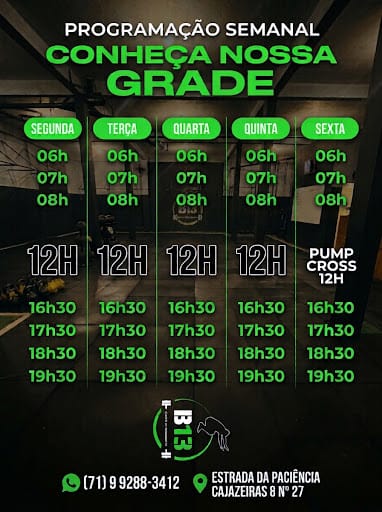 PROGRAMAÇÃO SEMANAL
CONHEÇA NOSSA
GRADE
SEGUNDA TERÇA QUARTA QUINTA SEXTA
06h 06h 06h 06h 06h
07h 07h 07h 07h 07h
08h 08h 08h 08h 08h
12H 12H 12H 12H PUMP CROSS 12H
16h30 16h30 16h30 16h30 16h30
17h30 17h30 17h30 17h30 17h30
18h30 18h30 18h30 18h30 18h30
19h30 19h30 19h30 19h30 19h30
B13
(71) 9 9288-3412
ESTRADA DA PACIÊNCIA
CAJAZEIRAS 8 Nº 27